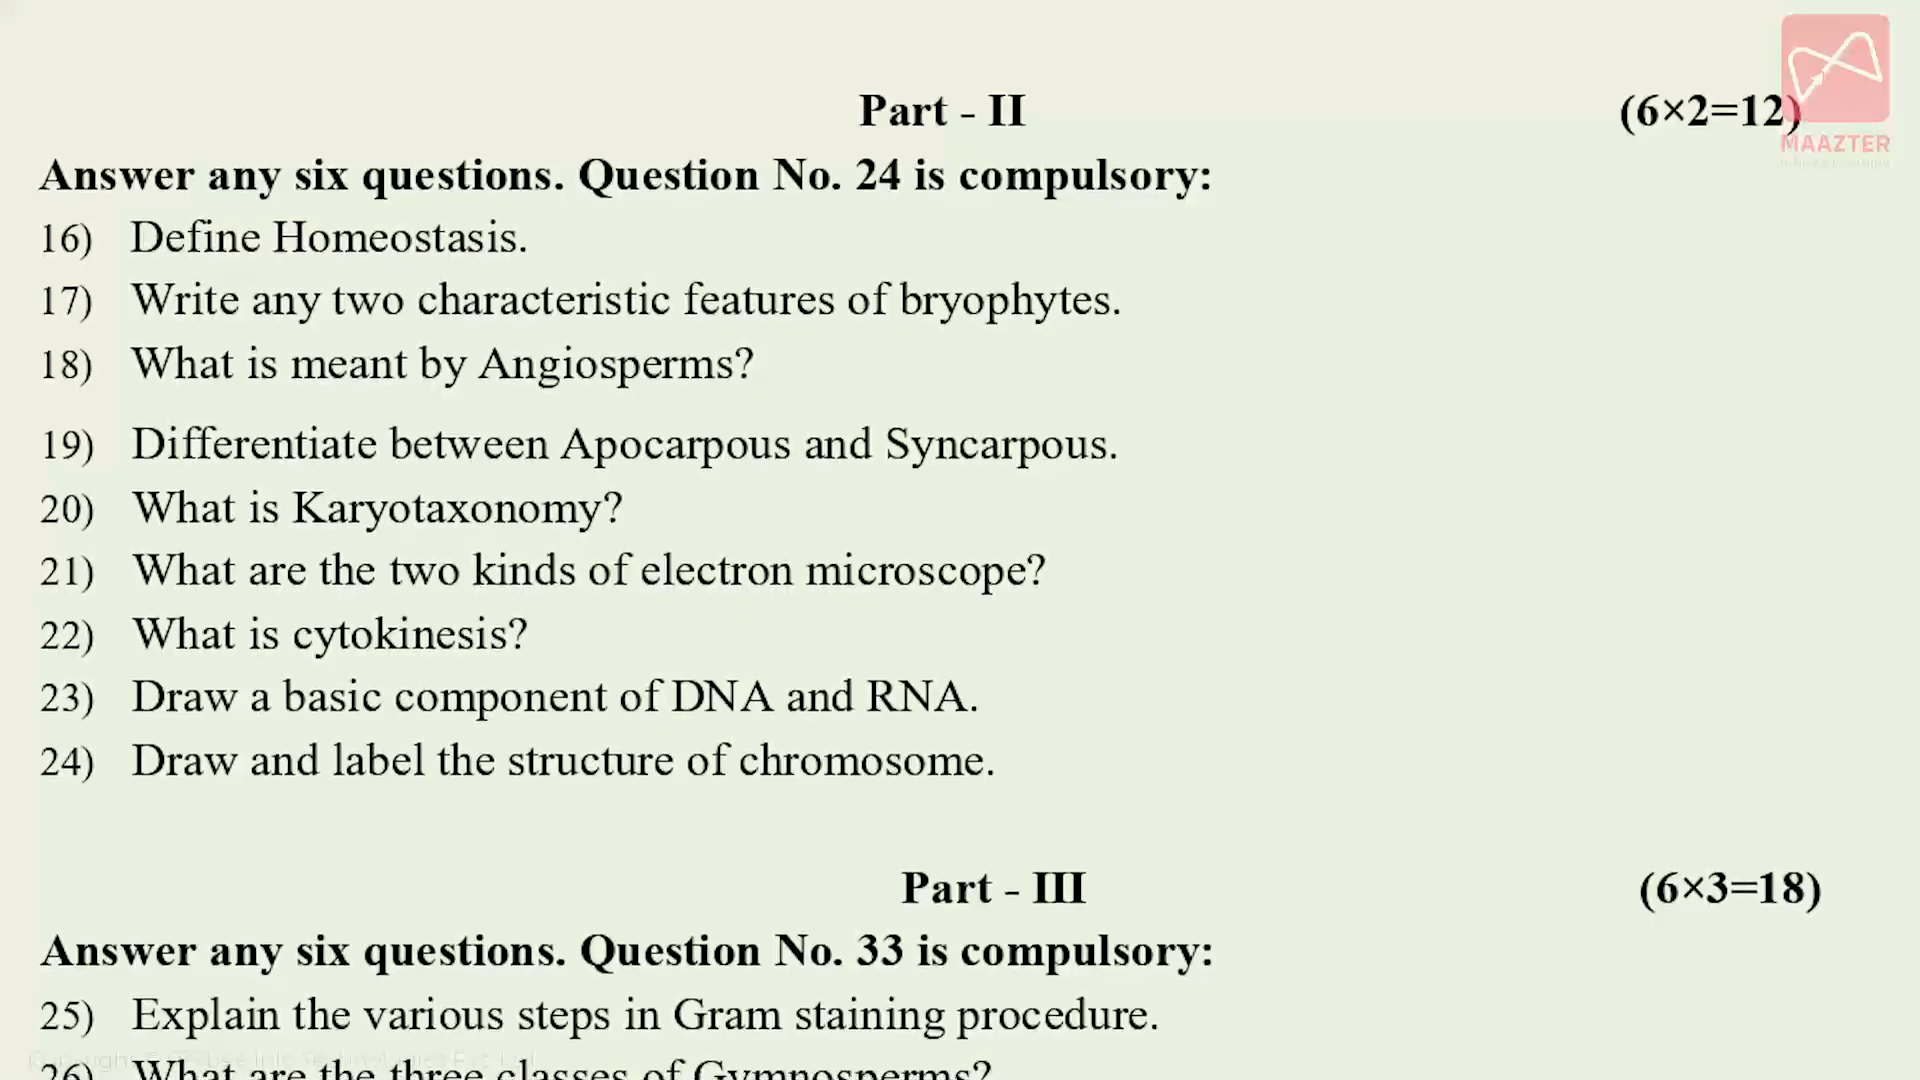 MAAZTER
Part - II (6×2=12)
Answer any six questions. Question No. 24 is compulsory:
16) Define Homeostasis.
17) Write any two characteristic features of bryophytes.
18) What is meant by Angiosperms?
19) Differentiate between Apocarpous and Syncarpous.
20) What is Karyotaxonomy?
21) What are the two kinds of electron microscope?
22) What is cytokinesis?
23) Draw a basic component of DNA and RNA.
24) Draw and label the structure of chromosome.
Part - III (6×3=18)
Answer any six questions. Question No. 33 is compulsory:
25) Explain the various steps in Gram staining procedure.
26) What are the three classes of Gymnosperms?